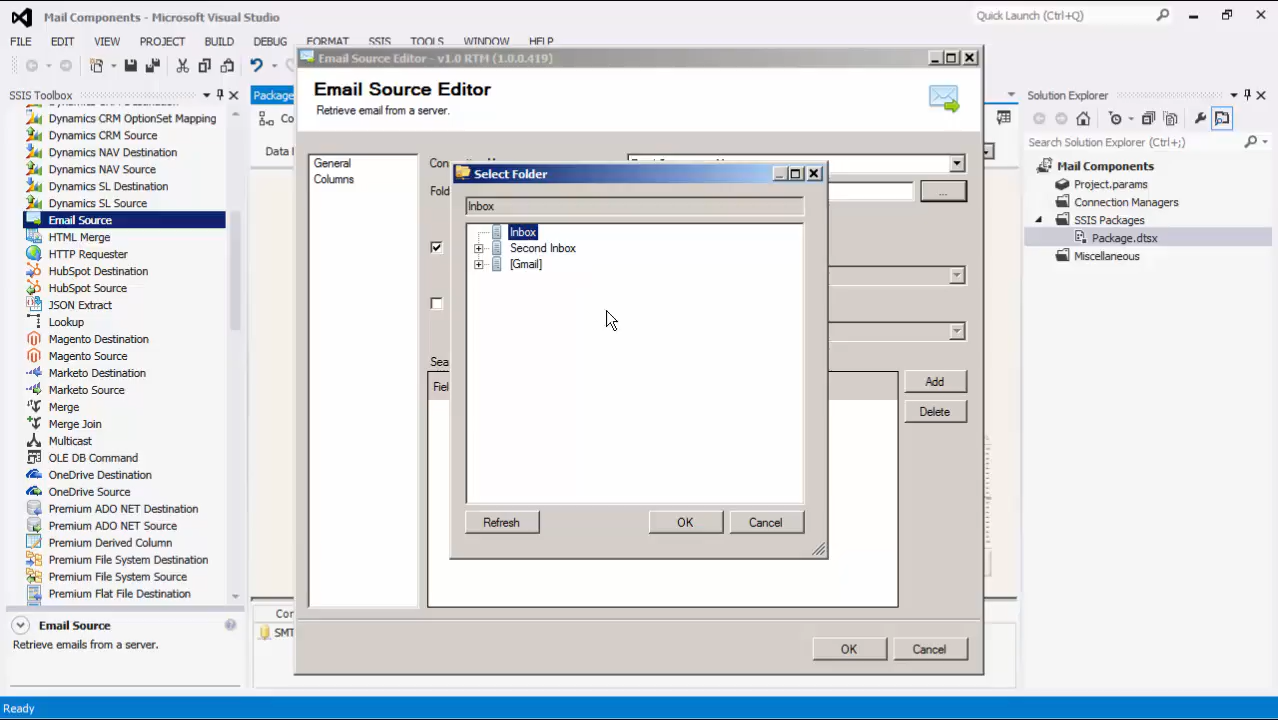 Mail Components - Microsoft Visual Studio
Quick Launch (Ctrl+Q)
FILE EDIT VIEW PROJECT BUILD DEBUG FORMAT SSIS TOOLS WINDOW HELP
SSIS Toolbox
Dynamics CRM OptionSet Mapping
Dynamics CRM Source
Dynamics NAV Destination
Dynamics NAV Source
Dynamics SL Destination
Dynamics SL Source
Email Source
HTML Merge
HTTP Requester
HubSpot Destination
HubSpot Source
JSON Extract
Lookup
Magento Destination
Magento Source
Marketo Destination
Marketo Source
Merge
Merge Join
Multicast
OLE DB Command
OneDrive Destination
OneDrive Source
Premium ADO NET Destination
Premium ADO NET Source
Premium Derived Column
Premium File System Destination
Premium File System Source
Premium Flat File Destination
Email Source
Retrieve emails from a server.
Package
Co
Data
Con
SMT
Email Source Editor - v1.0 RTM (1.0.0.419)
Email Source Editor
Retrieve email from a server.
General
Columns
Fold
Sea
Fiel
Add
Delete
OK
Cancel
Select Folder
Inbox
Inbox
Second Inbox
[Gmail]
Refresh
OK
Cancel
...
Solution Explorer
Search Solution Explorer (Ctrl+;)
Mail Components
Project.params
Connection Managers
SSIS Packages
Package.dtsx
Miscellaneous
Ready